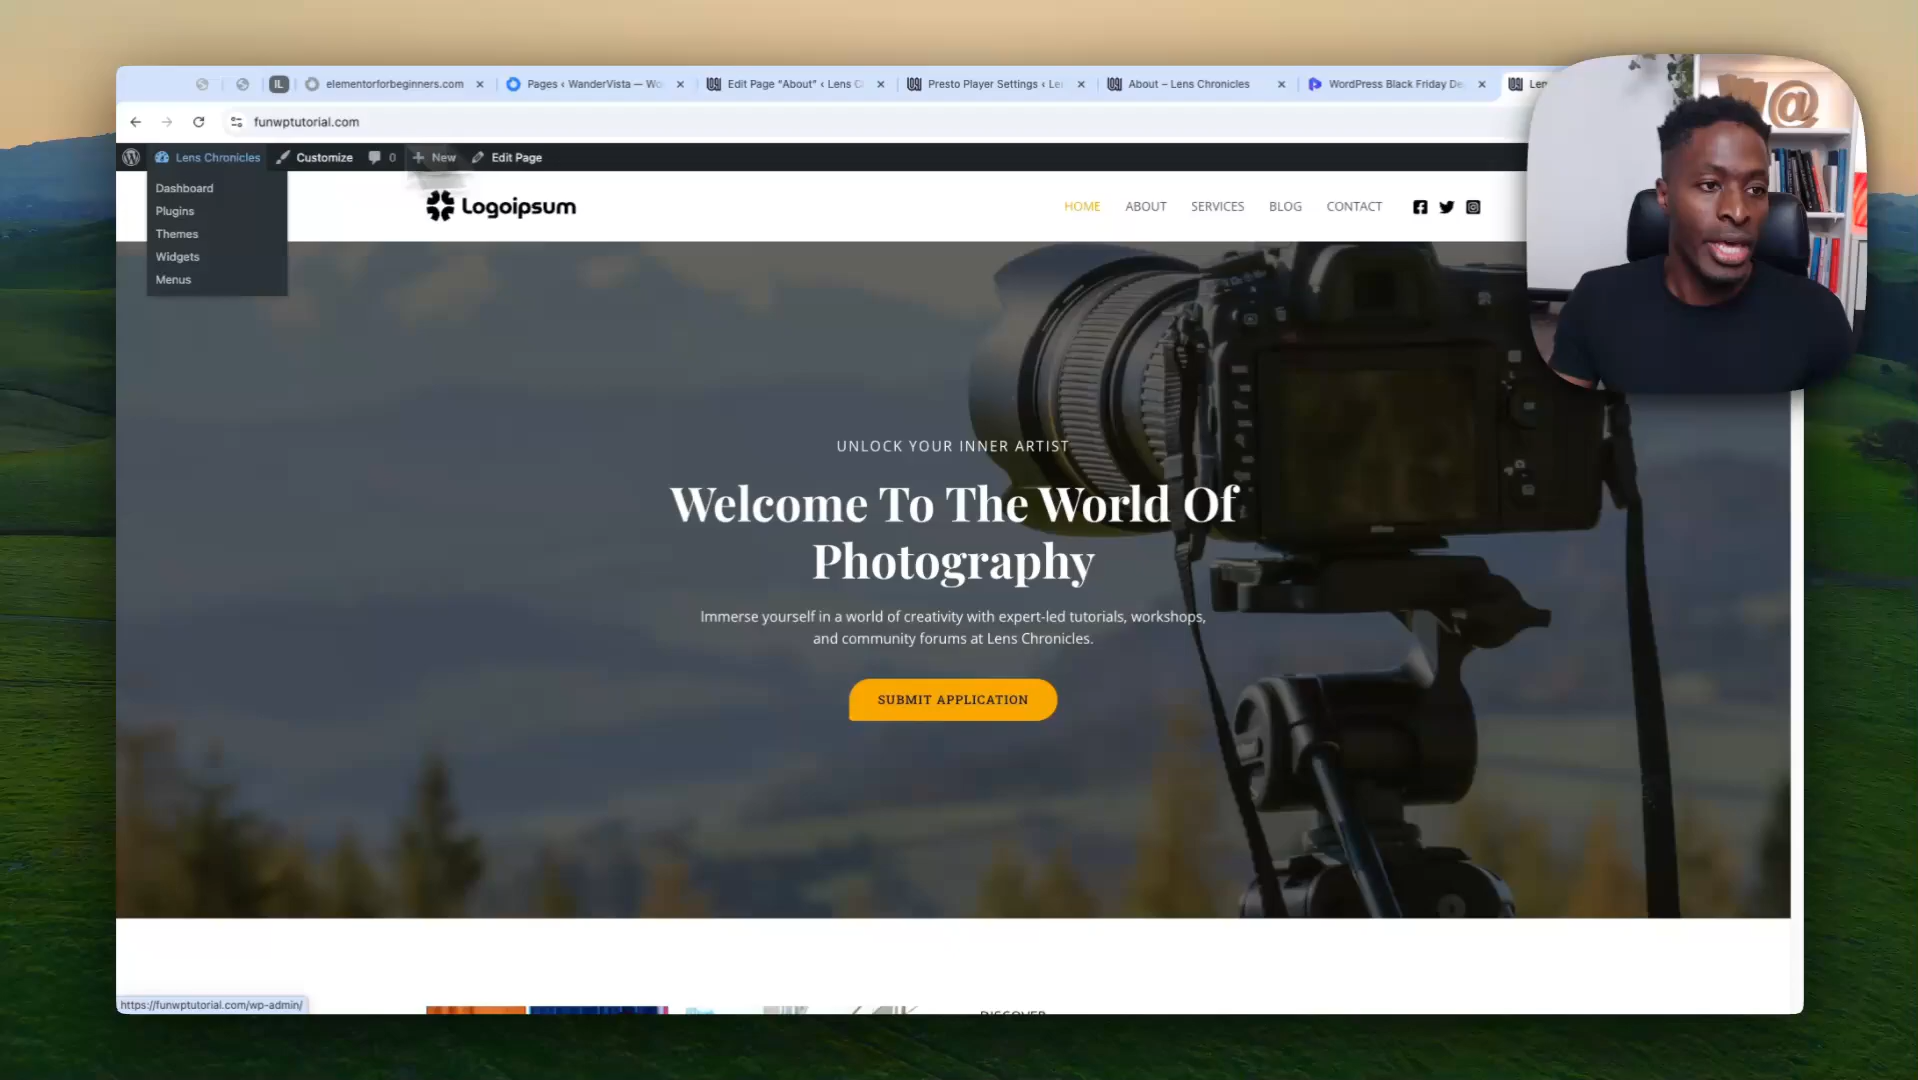 IL
elementorforbeginners.com
Pages ‹ WanderVista — Wo
Edit Page “About” ‹ Lens C
Presto Player Settings ‹ Le
About – Lens Chronicles
WordPress Black Friday De
Len
funwptutorial.com
Lens Chronicles
Customize
0
New
Edit Page
Dashboard
Plugins
Themes
Widgets
Menus
Logoipsum
HOME
ABOUT
SERVICES
BLOG
CONTACT
@
UNLOCK YOUR INNER ARTIST
Welcome To The World Of
Photography
Immerse yourself in a world of creativity with expert-led tutorials, workshops,
and community forums at Lens Chronicles.
SUBMIT APPLICATION
https://funwptutorial.com/wp-admin/
DISCOVER